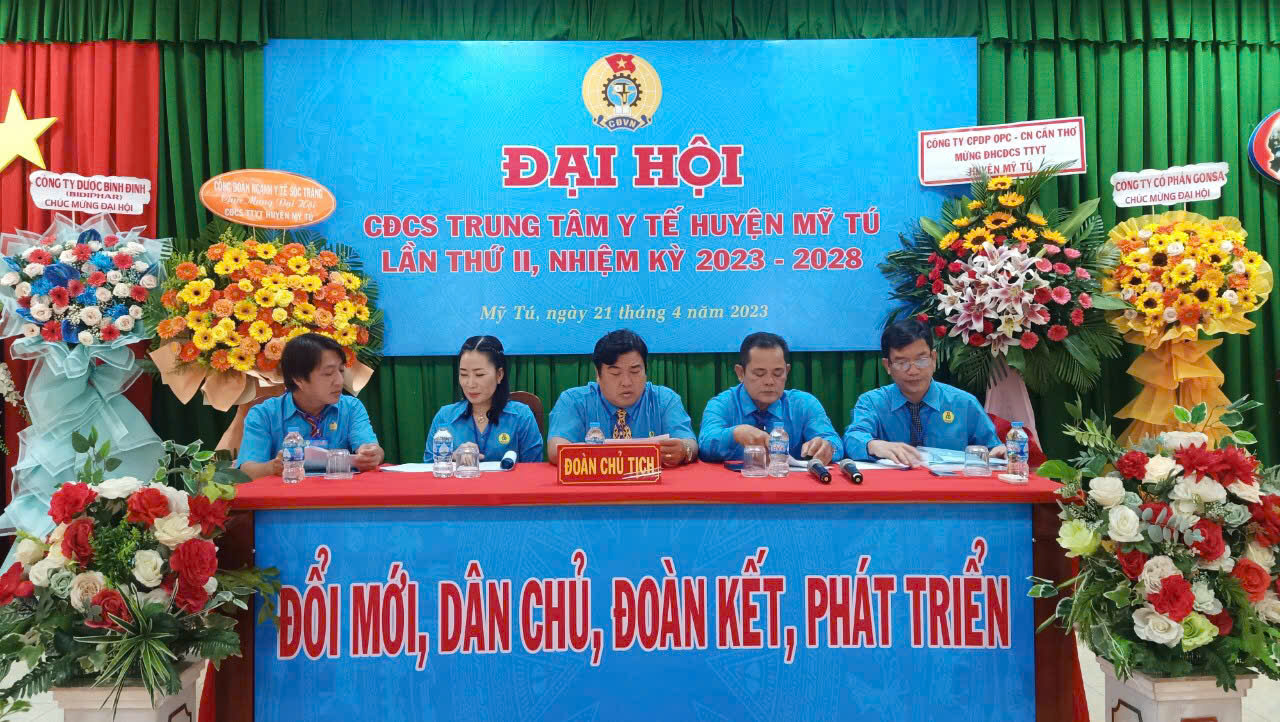 CĐVN
ĐẠI HỘI
CĐCS TRUNG TÂM Y TẾ HUYỆN MỸ TÚ
LẦN THỨ II, NHIỆM KỲ 2023 - 2028
Mỹ Tú, ngày 21 tháng 4 năm 2023
CÔNG TY DƯỢC BÌNH ĐỊNH
(BIDIPHAR)
CHÚC MỪNG ĐẠI HỘI
CÔNG ĐOÀN NGÀNH Y TẾ SÓC TRĂNG
Chúc Mừng Đại Hội
CĐCS TTYT HUYỆN MỸ TÚ
CÔNG TY CPDP OPC - CN CẦN THƠ
MỪNG ĐHCĐCS TTYT
HUYỆN MỸ TÚ
CÔNG TY CỔ PHẦN GONSA
CHÚC MỪNG ĐẠI HỘI
ĐOÀN CHỦ TỊCH
ĐỔI MỚI, DÂN CHỦ, ĐOÀN KẾT, PHÁT TRIỂN